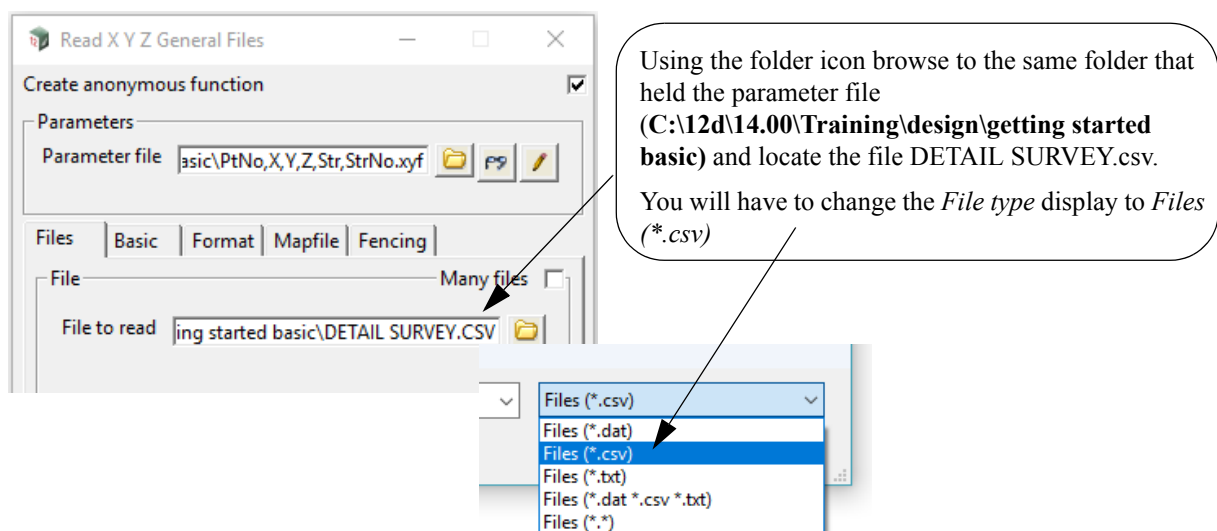 Read X Y Z General Files
Create anonymous function
Parameters
Parameter file asic\PtNo,X,Y,Z,Str,StrNo.xyf
Files Basic Format Mapfile Fencing
File Many files
File to read ing started basic\DETAIL SURVEY.CSV
Using the folder icon browse to the same folder that
held the parameter file
(C:\12d\14.00\Training\design\getting started
basic) and locate the file DETAIL SURVEY.csv.
You will have to change the File type display to Files
(*.csv)
Files (*.csv)
Files (*.dat)
Files (*.csv)
Files (*.txt)
Files (*.dat *.csv *.txt)
Files (*.*)